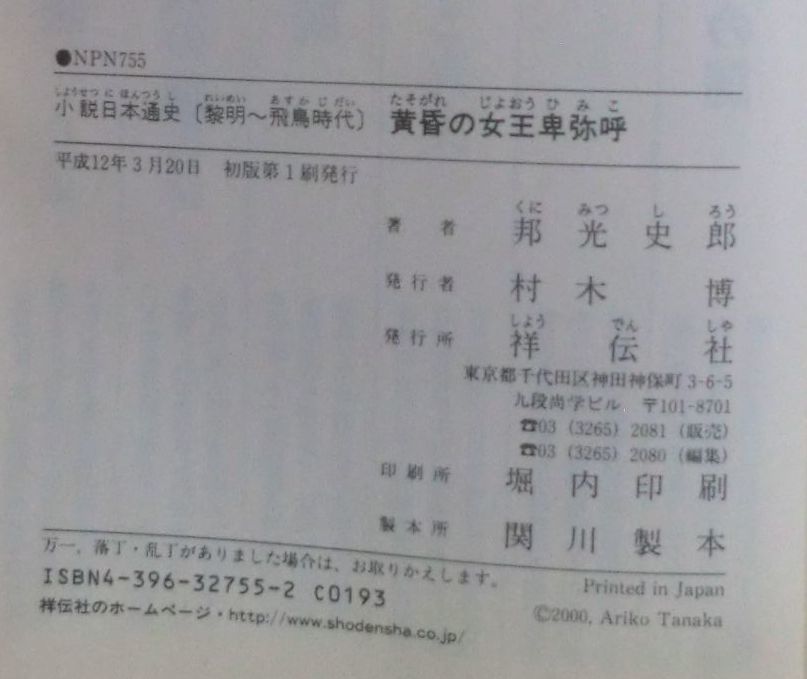 ●NPN755
小説日本通史〔黎明～飛鳥時代〕 黄昏の女王卑弥呼
しようせつ に ほんつうし れいめい あすか じ だい たそがれ じよおう ひ み こ
平成12年3月20日 初版第1刷発行
くに みつ し ろう
著者 邦光史郎
発行者 村木博
しよう でん しや
発行所 祥伝社
東京都千代田区神田神保町3-6-5
九段尚学ビル 〒101-8701
☎03 (3265) 2081 (販売)
☎03 (3265) 2080 (編集)
印刷所 堀内印刷
製本所 関川製本
万一、落丁・乱丁がありました場合は、お取りかえします。
ISBN4-396-32755-2 C0193
祥伝社のホームページ・http://www.shodensha.co.jp/
Printed in Japan
©2000, Ariko Tanaka